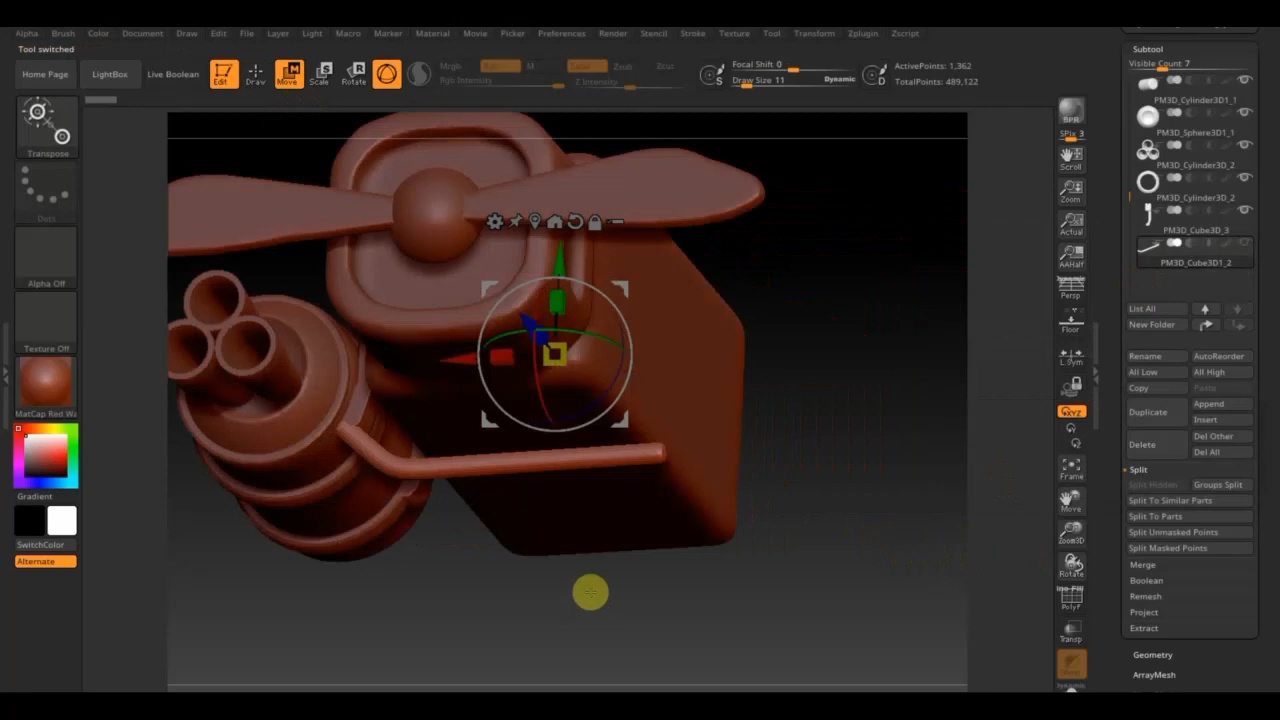 Alpha Brush Color Document Draw Edit File Layer Light Macro Marker Material Movie Picker Preferences Render Stencil Stroke Texture Tool Transform Zplugin Zscript
Tool switched
Home Page LightBox Live Boolean Edit Draw Move Scale Rotate
Mrgb M Zsub Zcut
Rgb Intensity Z Intensity
S Focal Shift 0
Draw Size 11 Dynamic
D ActivePoints: 1,362
TotalPoints: 489,122
Transpose
Dots
Alpha Off
Texture Off
MatCap Red Wa
Gradient
SwitchColor
Alternate
BPR
SPix 3
Scroll
Zoom
Actual
AAHalf
Dynamic
Persp
Floor
L.Sym
XYZ
Frame
Move
Zoom3D
Rotate
Line Fill
PolyF
Transp
Dynamic
Subtool
Visible Count 7
PM3D_Cylinder3D1_1
PM3D_Sphere3D1_1
PM3D_Cylinder3D_2
PM3D_Cylinder3D_2
PM3D_Cube3D_3
PM3D_Cube3D1_2
List All
New Folder
Rename AutoReorder
All Low All High
Copy Paste
Duplicate Append
Insert
Delete Del Other
Del All
Split
Split Hidden Groups Split
Split To Similar Parts
Split To Parts
Split Unmasked Points
Split Masked Points
Merge
Boolean
Remesh
Project
Extract
Geometry
ArrayMesh